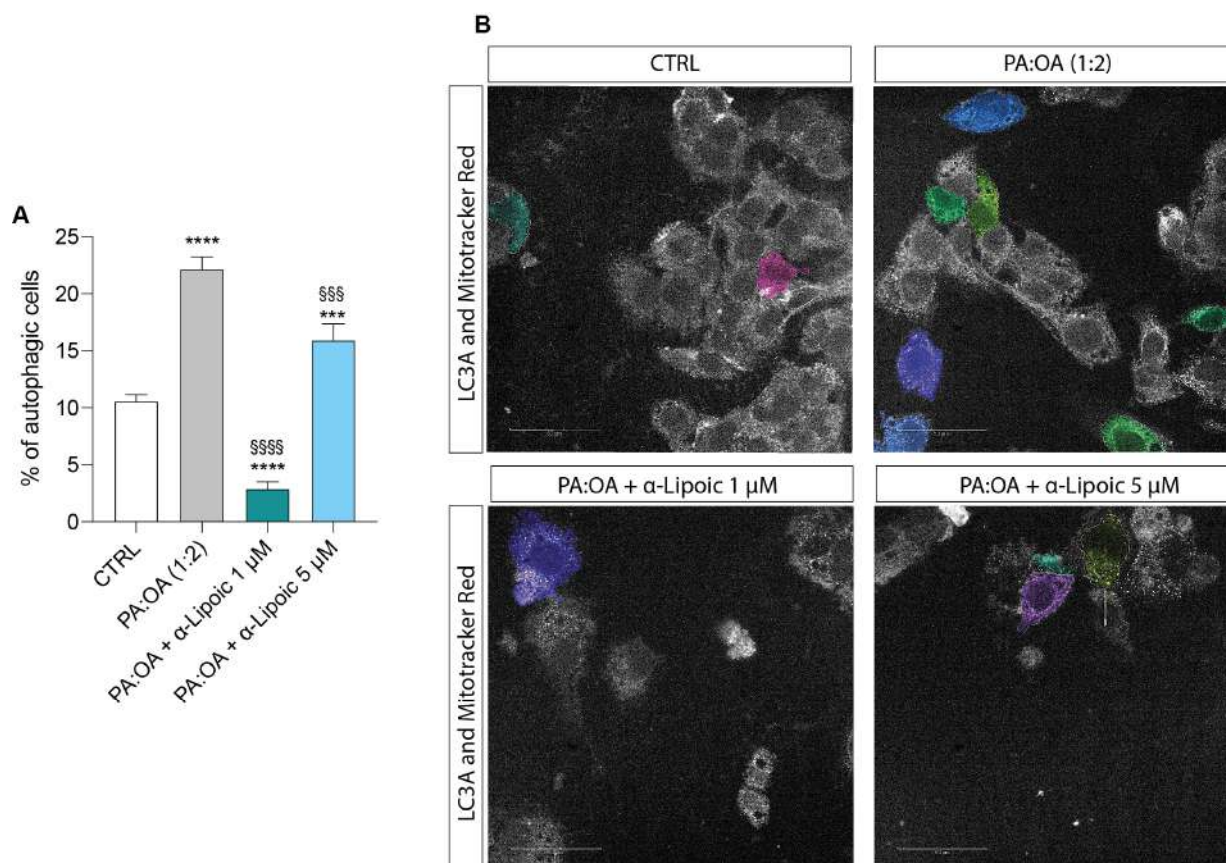 A
% of autophagic cells
25
20
15
10
5
0
****
§§§§
****
§§§
***
CTRL
PA:OA (1:2)
PA:OA + α-Lipoic 1 µM
PA:OA + α-Lipoic 5 µM
B
CTRL
PA:OA (1:2)
LC3A and Mitotracker Red
PA:OA + α-Lipoic 1 µM
PA:OA + α-Lipoic 5 µM
LC3A and Mitotracker Red